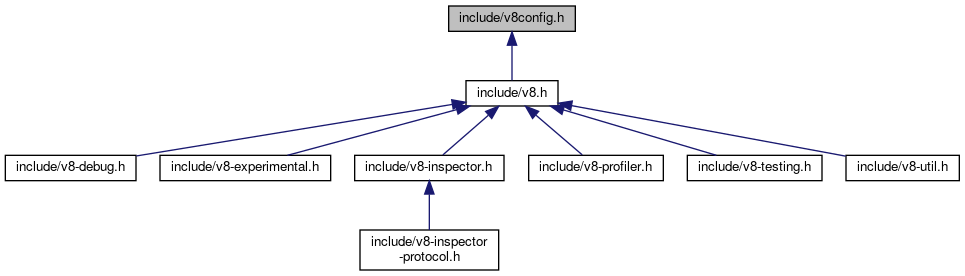 include/v8config.h
include/v8.h
include/v8-debug.h
include/v8-experimental.h
include/v8-inspector.h
include/v8-profiler.h
include/v8-testing.h
include/v8-util.h
include/v8-inspector
-protocol.h